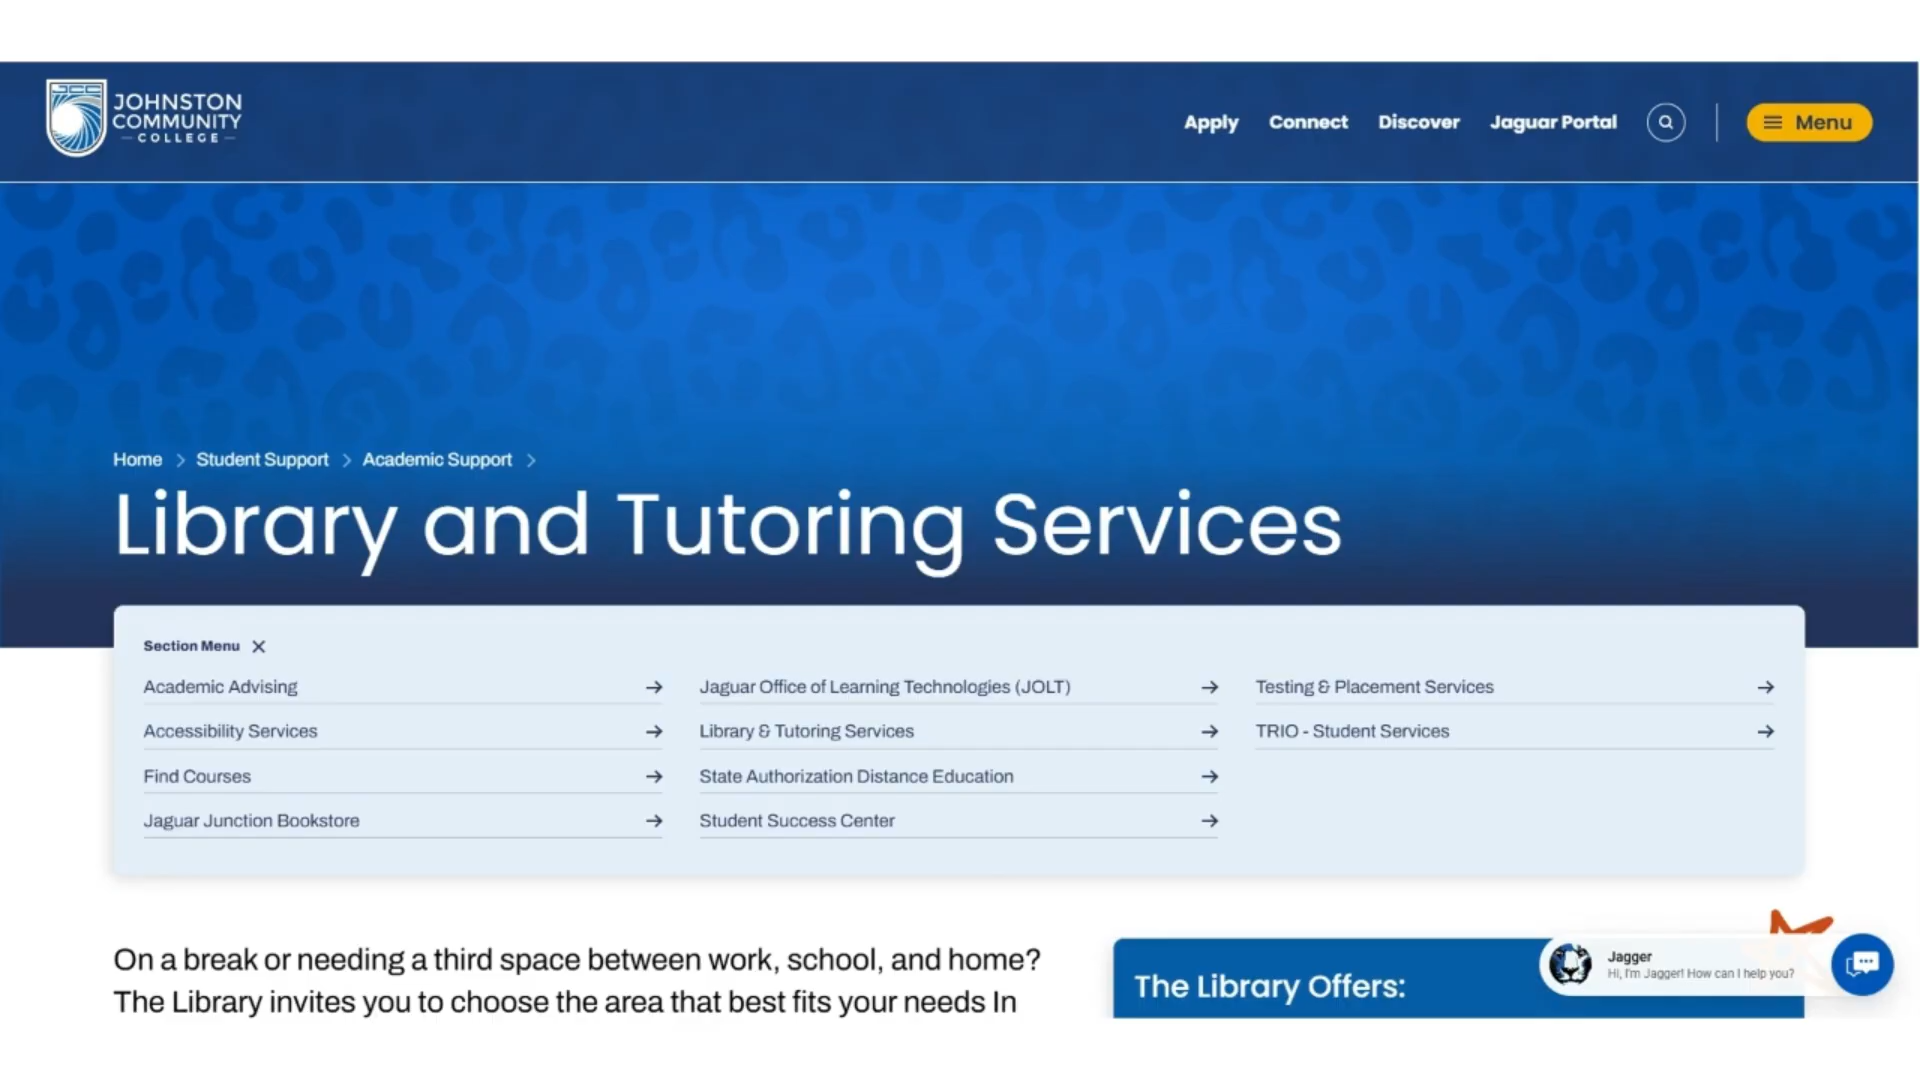 JCC
JOHNSTON
COMMUNITY
COLLEGE
Apply
Connect
Discover
Jaguar Portal
Menu
Home
Student Support
Academic Support
Library and Tutoring Services
Section Menu
Academic Advising
Accessibility Services
Find Courses
Jaguar Junction Bookstore
Jaguar Office of Learning Technologies (JOLT)
Library & Tutoring Services
State Authorization Distance Education
Student Success Center
Testing & Placement Services
TRIO - Student Services
On a break or needing a third space between work, school, and home?
The Library invites you to choose the area that best fits your needs In
The Library Offers:
Jagger
Hi, I'm Jagger! How can I help you?